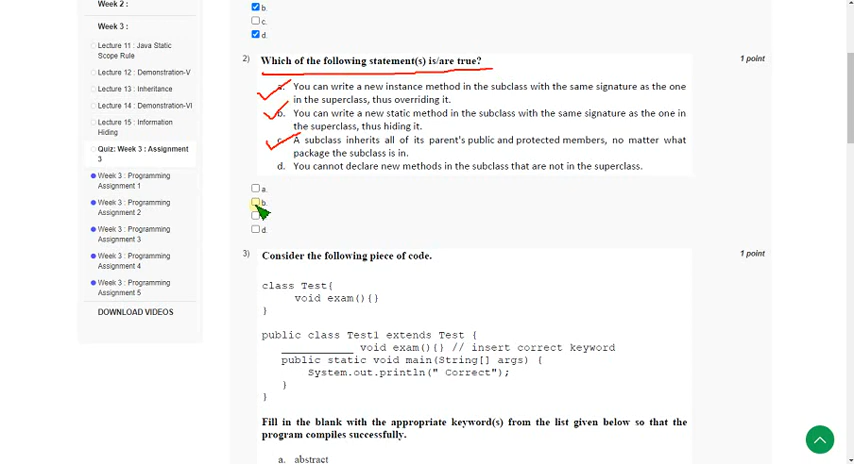 Week 2 :
Week 3 :
Lecture 11 : Java Static
Scope Rule
Lecture 12 : Demonstration-V
Lecture 13 : Inheritance
Lecture 14 : Demonstration-VI
Lecture 15 : Information
Hiding
Quiz: Week 3 : Assignment
3
Week 3 : Programming
Assignment 1
Week 3 : Programming
Assignment 2
Week 3 : Programming
Assignment 3
Week 3 : Programming
Assignment 4
Week 3 : Programming
Assignment 5
DOWNLOAD VIDEOS
b.
c.
d.
2) Which of the following statement(s) is/are true? 1 point
a. You can write a new instance method in the subclass with the same signature as the one
in the superclass, thus overriding it.
b. You can write a new static method in the subclass with the same signature as the one in
the superclass, thus hiding it.
c. A subclass inherits all of its parent's public and protected members, no matter what
package the subclass is in.
d. You cannot declare new methods in the subclass that are not in the superclass.
a.
b.
d.
3) Consider the following piece of code. 1 point
class Test{
void exam(){}
}
public class Test1 extends Test {
__________ void exam(){} // insert correct keyword
public static void main(String[] args) {
System.out.println(" Correct");
}
}
Fill in the blank with the appropriate keyword(s) from the list given below so that the
program compiles successfully.
a. abstract